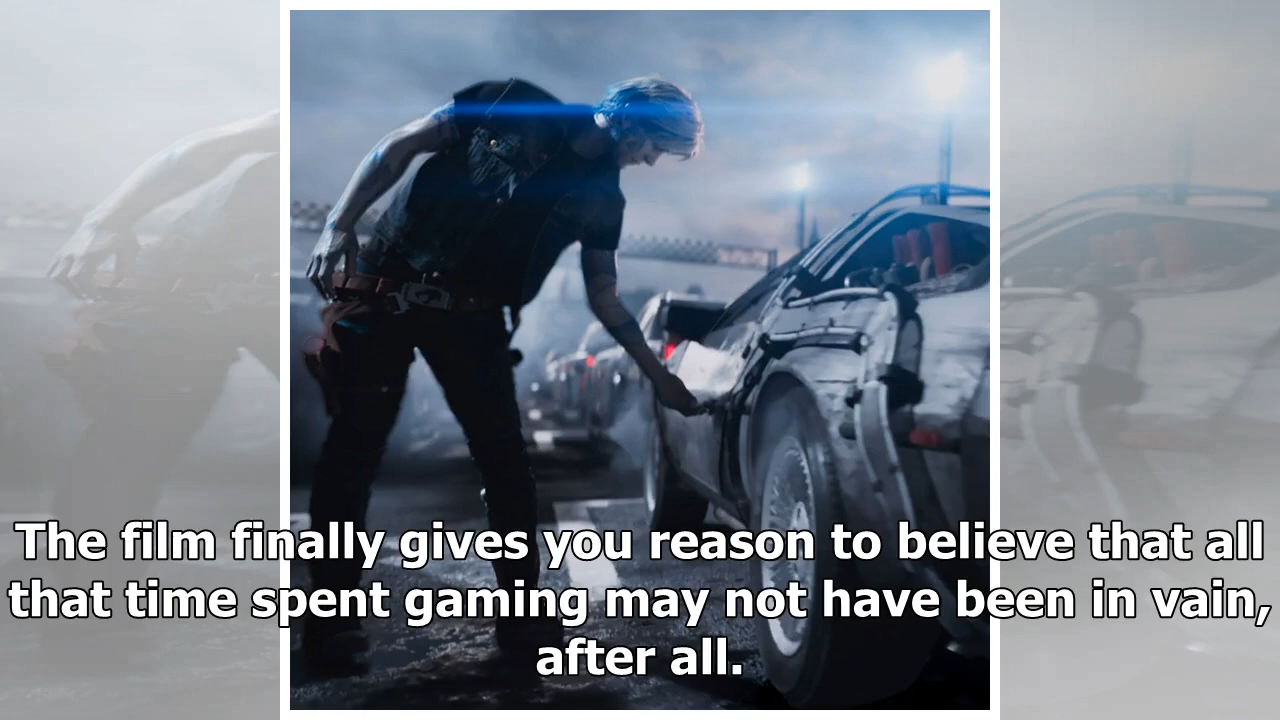 The film finally gives you reason to believe that all
that time spent gaming may not have been in vain,
after all.